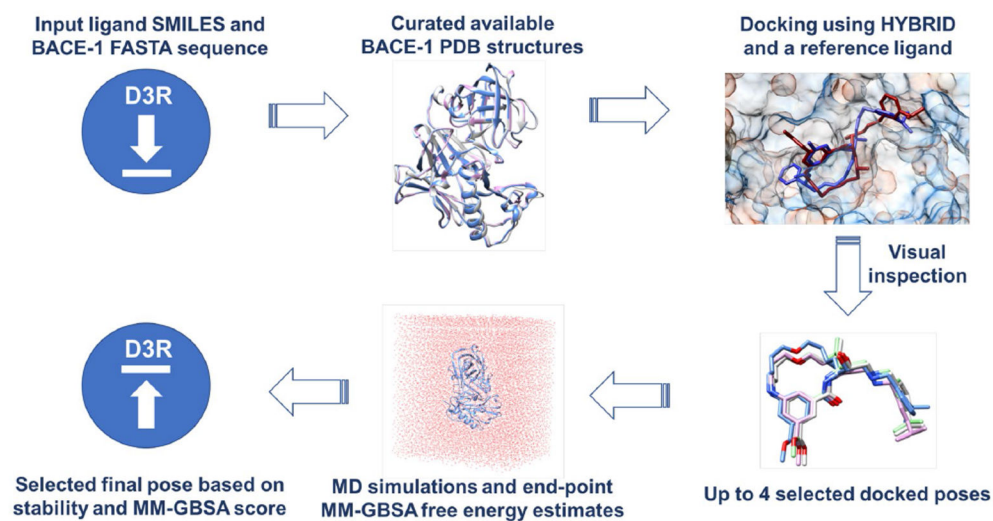 Input ligand SMILES and
BACE-1 FASTA sequence
D3R
Curated available
BACE-1 PDB structures
Docking using HYBRID
and a reference ligand
Visual
inspection
Up to 4 selected docked poses
MD simulations and end-point
MM-GBSA free energy estimates
D3R
Selected final pose based on
stability and MM-GBSA score